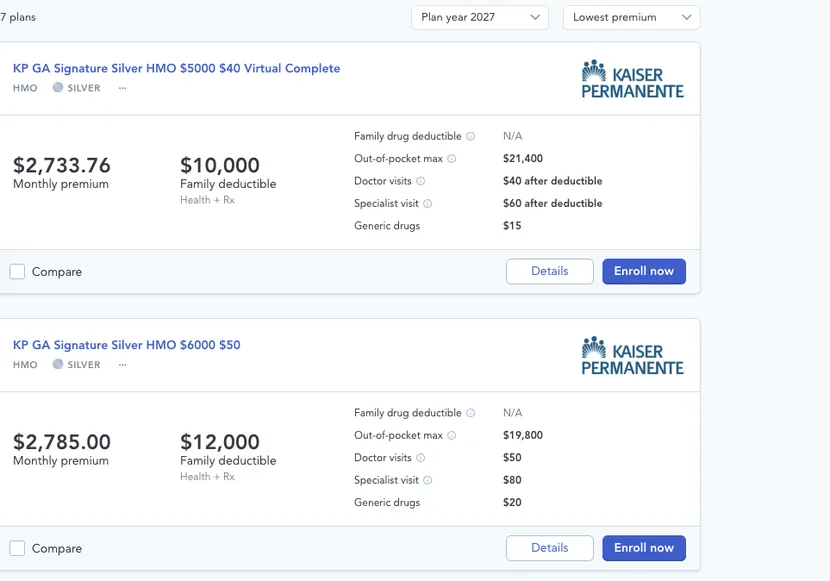 7 plans
Plan year 2027
Lowest premium
KP GA Signature Silver HMO $5000 $40 Virtual Complete
HMO SILVER ...
KAISER
PERMANENTE
$2,733.76
Monthly premium
$10,000
Family deductible
Health + Rx
Family drug deductible N/A
Out-of-pocket max $21,400
Doctor visits $40 after deductible
Specialist visit $60 after deductible
Generic drugs $15
Compare
Details
Enroll now
KP GA Signature Silver HMO $6000 $50
HMO SILVER ...
KAISER
PERMANENTE
$2,785.00
Monthly premium
$12,000
Family deductible
Health + Rx
Family drug deductible N/A
Out-of-pocket max $19,800
Doctor visits $50
Specialist visit $80
Generic drugs $20
Compare
Details
Enroll now